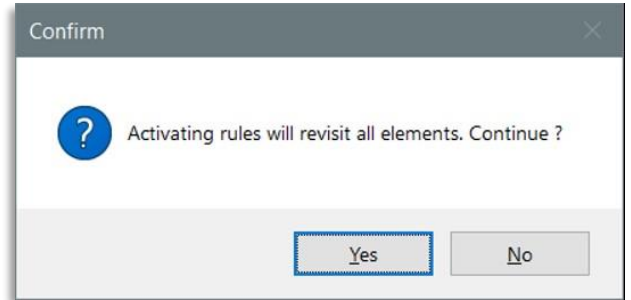 Confirm
Activating rules will revisit all elements. Continue ?
Yes
No